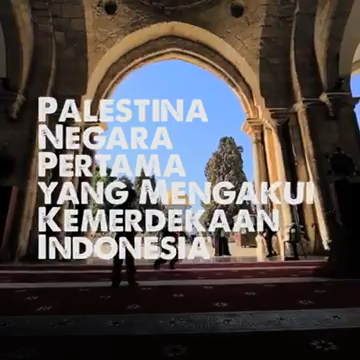 PALESTINA
NEGARA
PERTAMA
YANG MENGAKUI
KEMERDEKAAN
INDONESIA